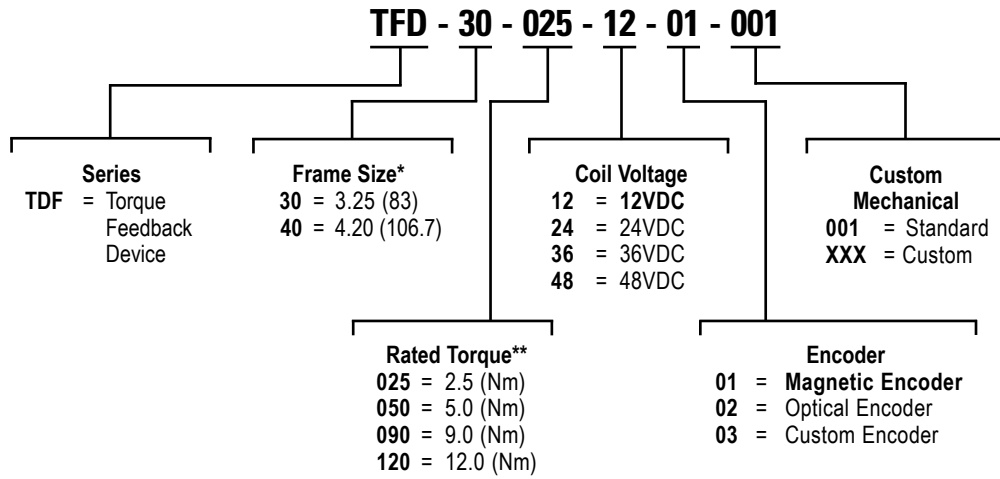 TFD - 30 - 025 - 12 - 01 - 001
Series
TDF = Torque
Feedback
Device
Frame Size*
30 = 3.25 (83)
40 = 4.20 (106.7)
Coil Voltage
12 = 12VDC
24 = 24VDC
36 = 36VDC
48 = 48VDC
Custom
Mechanical
001 = Standard
XXX = Custom
Rated Torque**
025 = 2.5 (Nm)
050 = 5.0 (Nm)
090 = 9.0 (Nm)
120 = 12.0 (Nm)
Encoder
01 = Magnetic Encoder
02 = Optical Encoder
03 = Custom Encoder